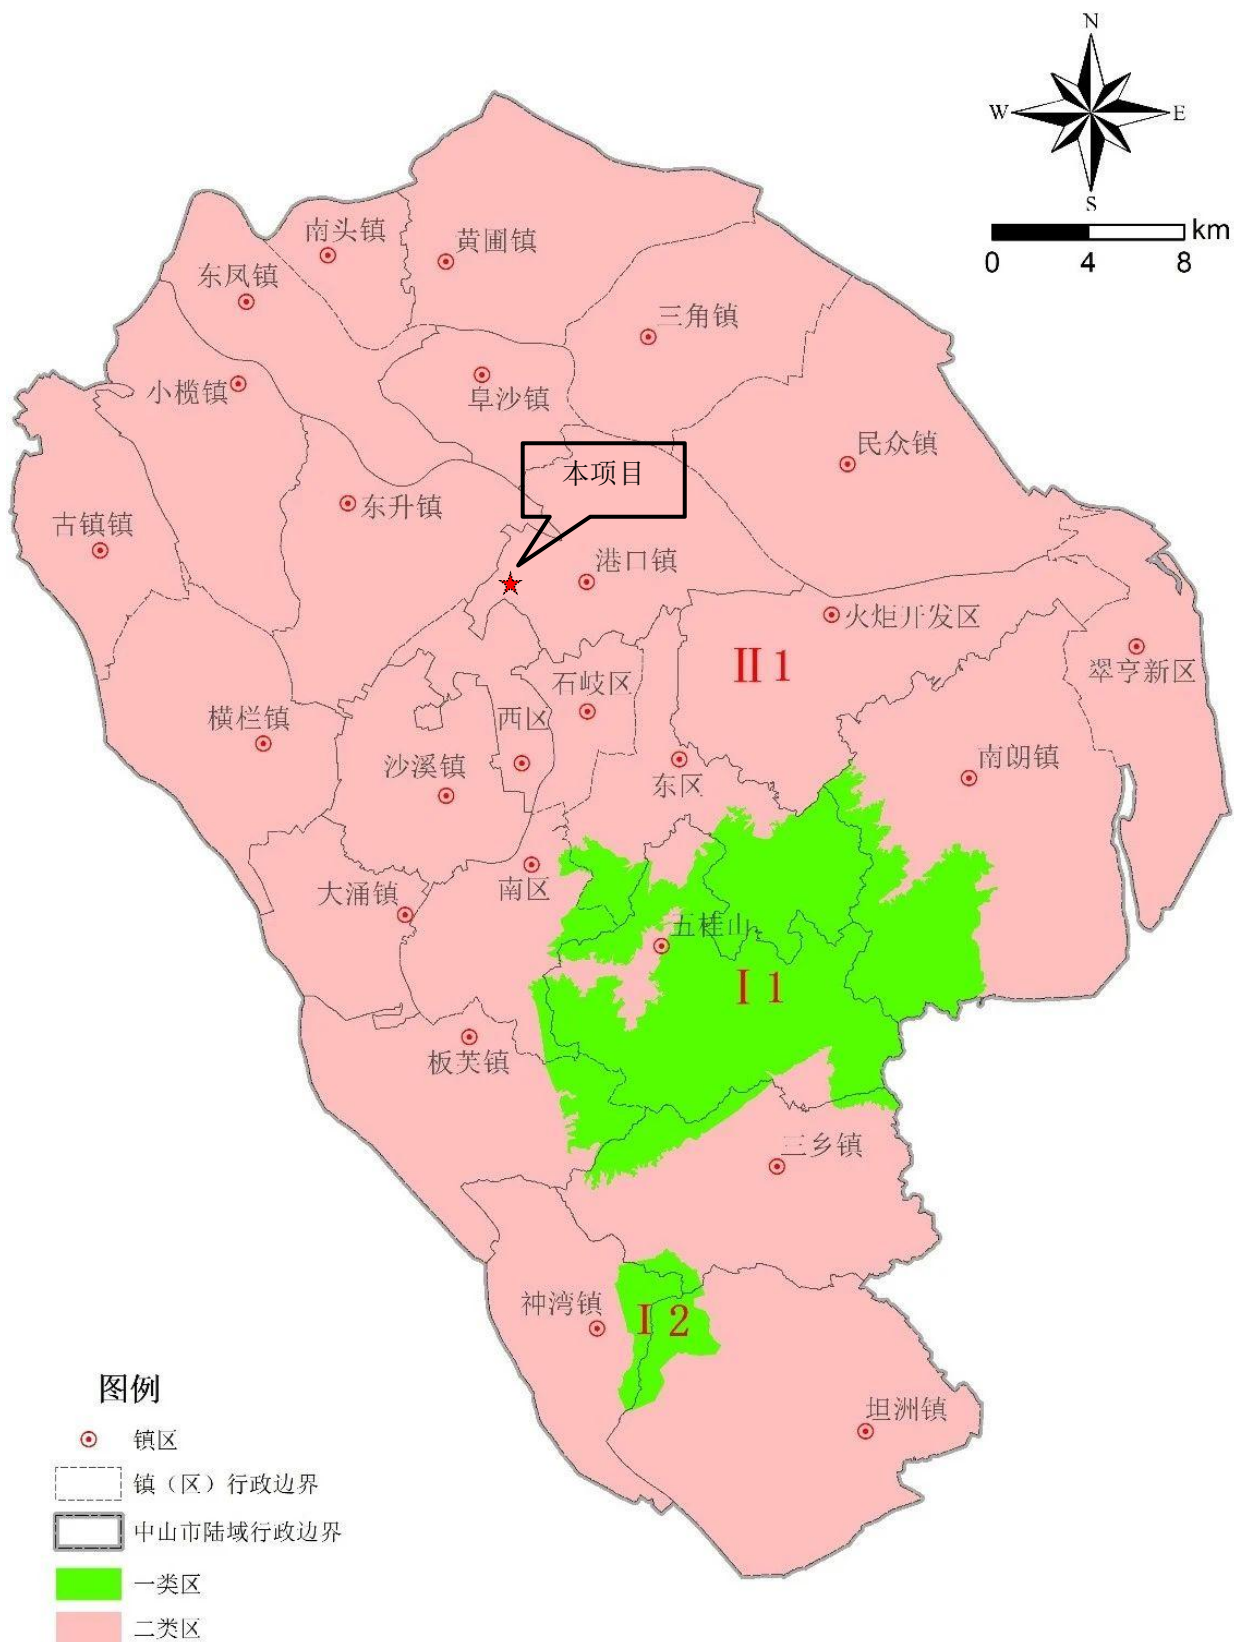 N
W
E
S
km
0
4
8
南头镇
黄圃镇
东凤镇
三角镇
小榄镇
阜沙镇
民众镇
本项目
东升镇
古镇镇
港口镇
火炬开发区
II 1
翠亨新区
石岐区
横栏镇
西区
沙溪镇
东区
南朗镇
南区
大涌镇
五桂山
I 1
板芙镇
三乡镇
神湾镇
I 2
坦洲镇
图例
镇区
镇（区）行政边界
中山市陆域行政边界
一类区
二类区